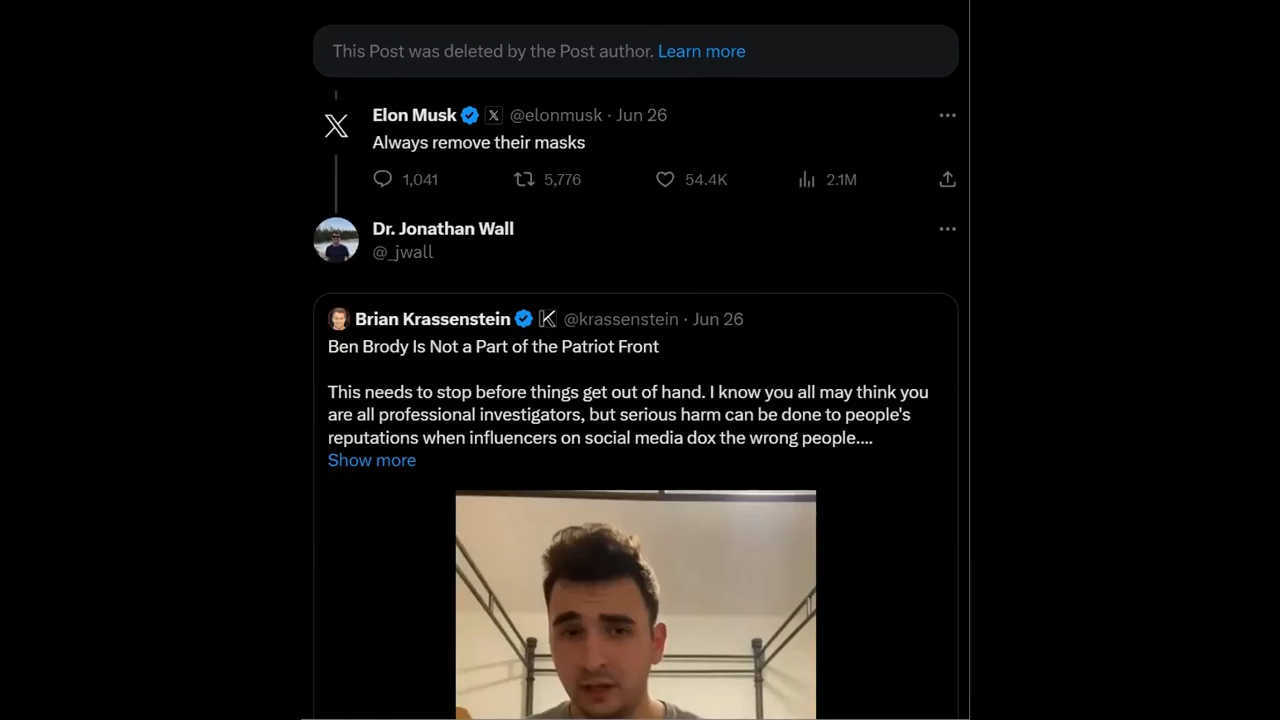 This Post was deleted by the Post author. Learn more
Elon Musk @elonmusk · Jun 26
Always remove their masks
1,041 5,776 54.4K 2.1M
Dr. Jonathan Wall
@_jwall
Brian Krassenstein @krassenstein · Jun 26
Ben Brody Is Not a Part of the Patriot Front
This needs to stop before things get out of hand. I know you all may think you
are all professional investigators, but serious harm can be done to people's
reputations when influencers on social media dox the wrong people....
Show more